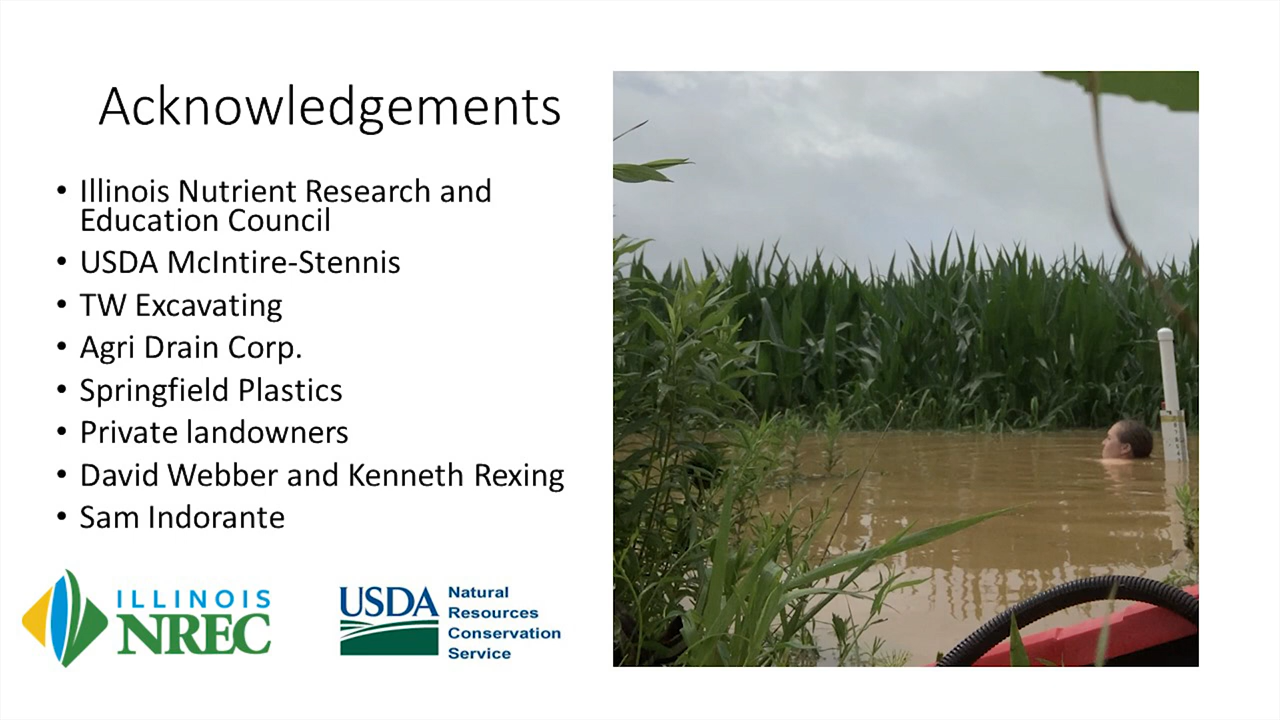 Acknowledgements
• Illinois Nutrient Research and
Education Council
• USDA McIntire-Stennis
• TW Excavating
• Agri Drain Corp.
• Springfield Plastics
• Private landowners
• David Webber and Kenneth Rexing
• Sam Indorante
ILLINOIS
NREC
USDA
Natural
Resources
Conservation
Service